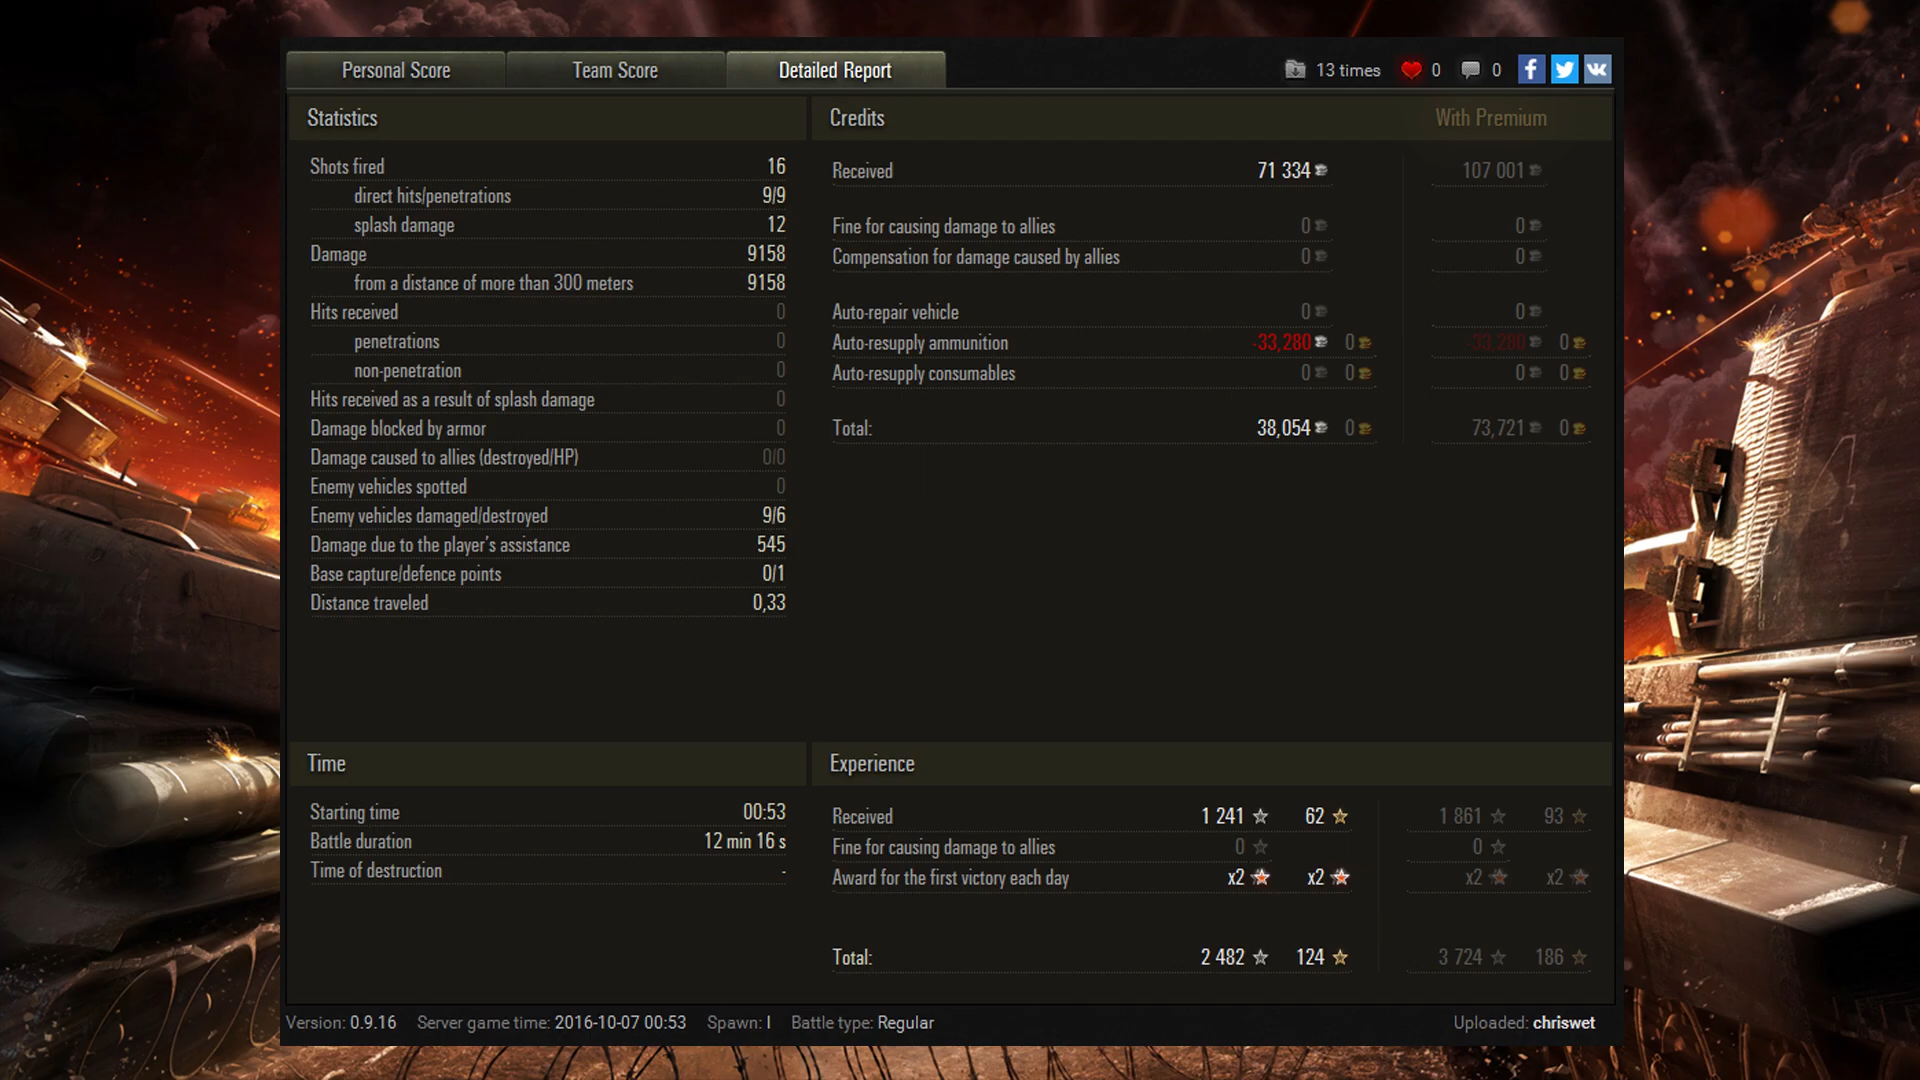 Personal Score Team Score Detailed Report 13 times 0 0
Statistics
Shots fired 16
direct hits/penetrations 9/9
splash damage 12
Damage 9158
from a distance of more than 300 meters 9158
Hits received 0
penetrations 0
non-penetration 0
Hits received as a result of splash damage 0
Damage blocked by armor 0
Damage caused to allies (destroyed/HP) 0/0
Enemy vehicles spotted 0
Enemy vehicles damaged/destroyed 9/6
Damage due to the player's assistance 545
Base capture/defence points 0/1
Distance traveled 0,33
Credits With Premium
Received 71 334 107 001
Fine for causing damage to allies 0 0
Compensation for damage caused by allies 0 0
Auto-repair vehicle 0 0
Auto-resupply ammunition -33,280 0 -33,280 0
Auto-resupply consumables 0 0 0 0
Total: 38,054 0 73,721 0
Time
Starting time 00:53
Battle duration 12 min 16 s
Time of destruction -
Experience
Received 1 241 62 1 861 93
Fine for causing damage to allies 0 0
Award for the first victory each day x2 x2 x2 x2
Total: 2 482 124 3 724 186
Version: 0.9.16 Server game time: 2016-10-07 00:53 Spawn: I Battle type: Regular Uploaded: chriswet